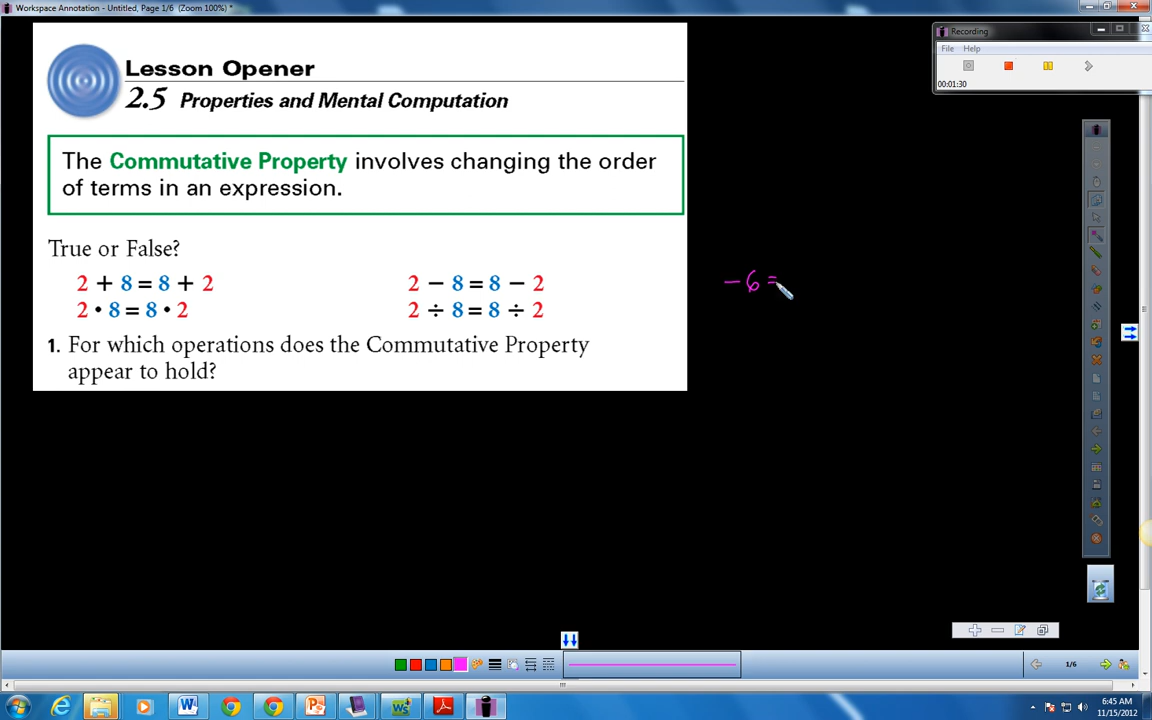 Workspace Annotation - Untitled, Page 1/6 (Zoom 100%) *
Recording
File Help
00:01:30
Lesson Opener
2.5 Properties and Mental Computation
The Commutative Property involves changing the order
of terms in an expression.
True or False?
2 + 8 = 8 + 2
2 − 8 = 8 − 2
− 6 =
2 • 8 = 8 • 2
2 ÷ 8 = 8 ÷ 2
1. For which operations does the Commutative Property
appear to hold?
1/6
6:45 AM
11/15/2012